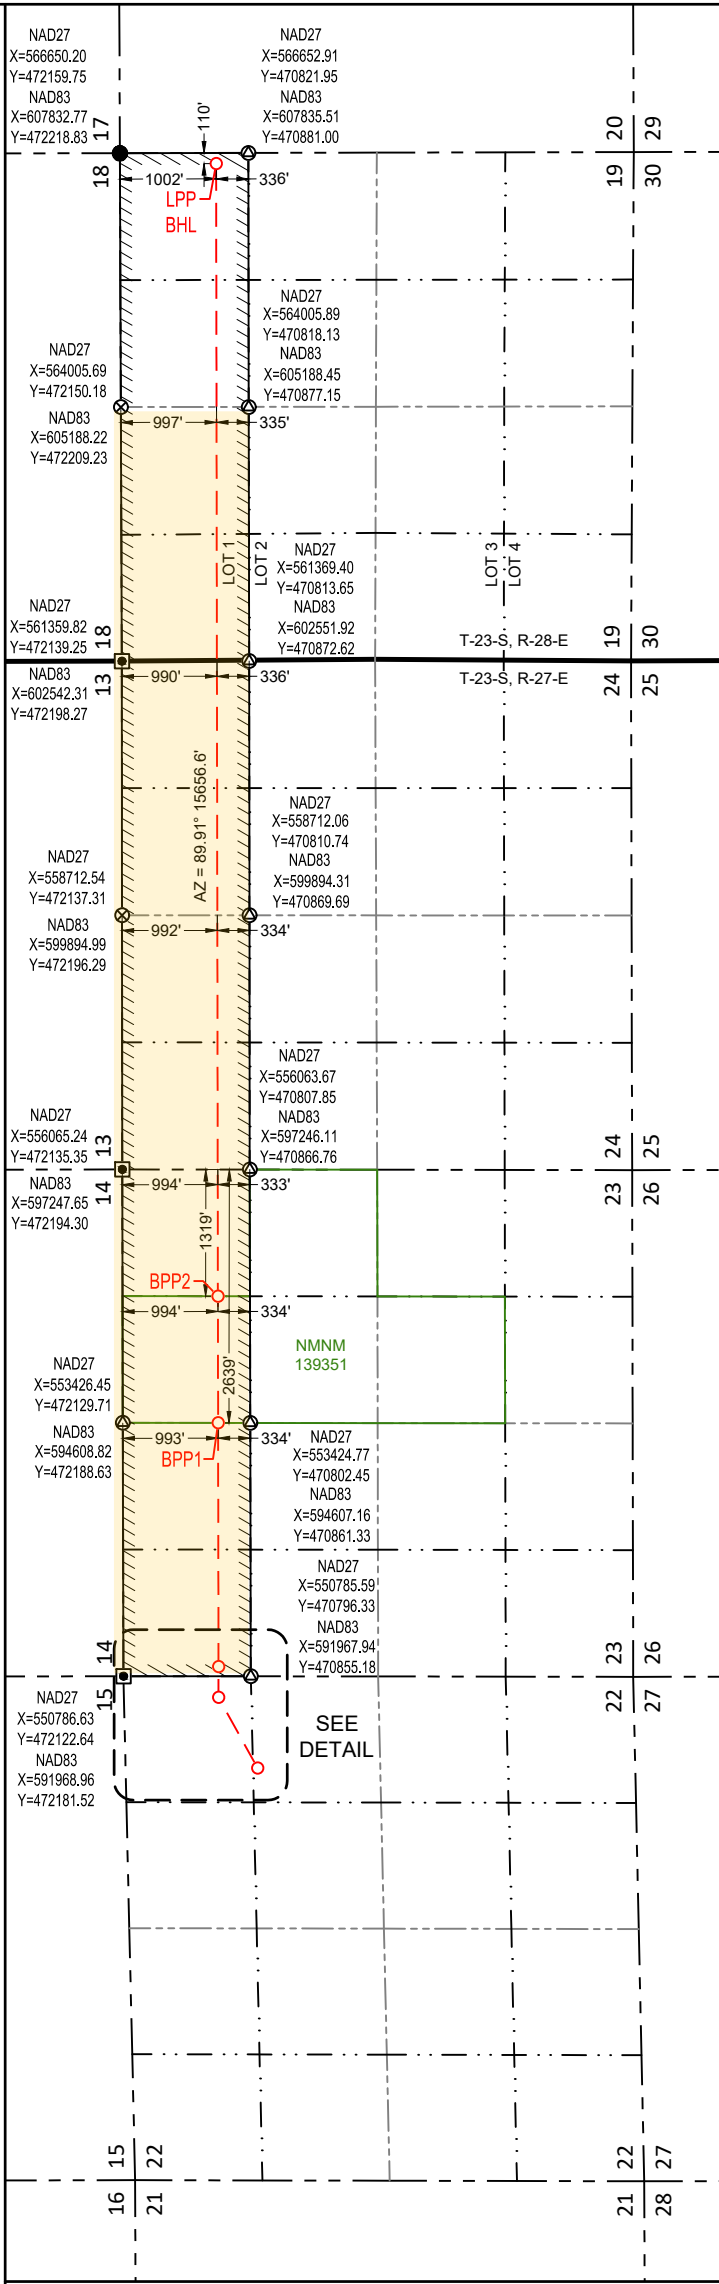 NAD27
X=566650.20
Y=472159.75
NAD83
X=607832.77
Y=472218.83
NAD27
X=566652.91
Y=470821.95
NAD83
X=607835.51
Y=470881.00
17
18
110'
20
29
19
30
1002'
336'
LPP
BHL
NAD27
X=564005.89
Y=470818.13
NAD83
X=605188.45
Y=470877.15
NAD27
X=564005.69
Y=472150.18
NAD83
X=605188.22
Y=472209.23
997'
335'
LOT 1
LOT 2
LOT 3
LOT 4
NAD27
X=561369.40
Y=470813.65
NAD83
X=602551.92
Y=470872.62
NAD27
X=561359.82
Y=472139.25
NAD83
X=602542.31
Y=472198.27
18
13
T-23-S, R-28-E
T-23-S, R-27-E
19
30
24
25
990'
336'
AZ = 89.91° 15656.6'
NAD27
X=558712.06
Y=470810.74
NAD83
X=599894.31
Y=470869.69
NAD27
X=558712.54
Y=472137.31
NAD83
X=599894.99
Y=472196.29
992'
334'
NAD27
X=556063.67
Y=470807.85
NAD83
X=597246.11
Y=470866.76
NAD27
X=556065.24
Y=472135.35
NAD83
X=597247.65
Y=472194.30
13
14
24
25
23
26
994'
333'
1319'
BPP2
994'
334'
2639'
NMNM
139351
NAD27
X=553426.45
Y=472129.71
NAD83
X=594608.82
Y=472188.63
993'
334'
BPP1
NAD27
X=553424.77
Y=470802.45
NAD83
X=594607.16
Y=470861.33
NAD27
X=550785.59
Y=470796.33
NAD83
X=591967.94
Y=470855.18
14
15
23
26
22
27
NAD27
X=550786.63
Y=472122.64
NAD83
X=591968.96
Y=472181.52
SEE
DETAIL
15
22
16
21
22
27
21
28